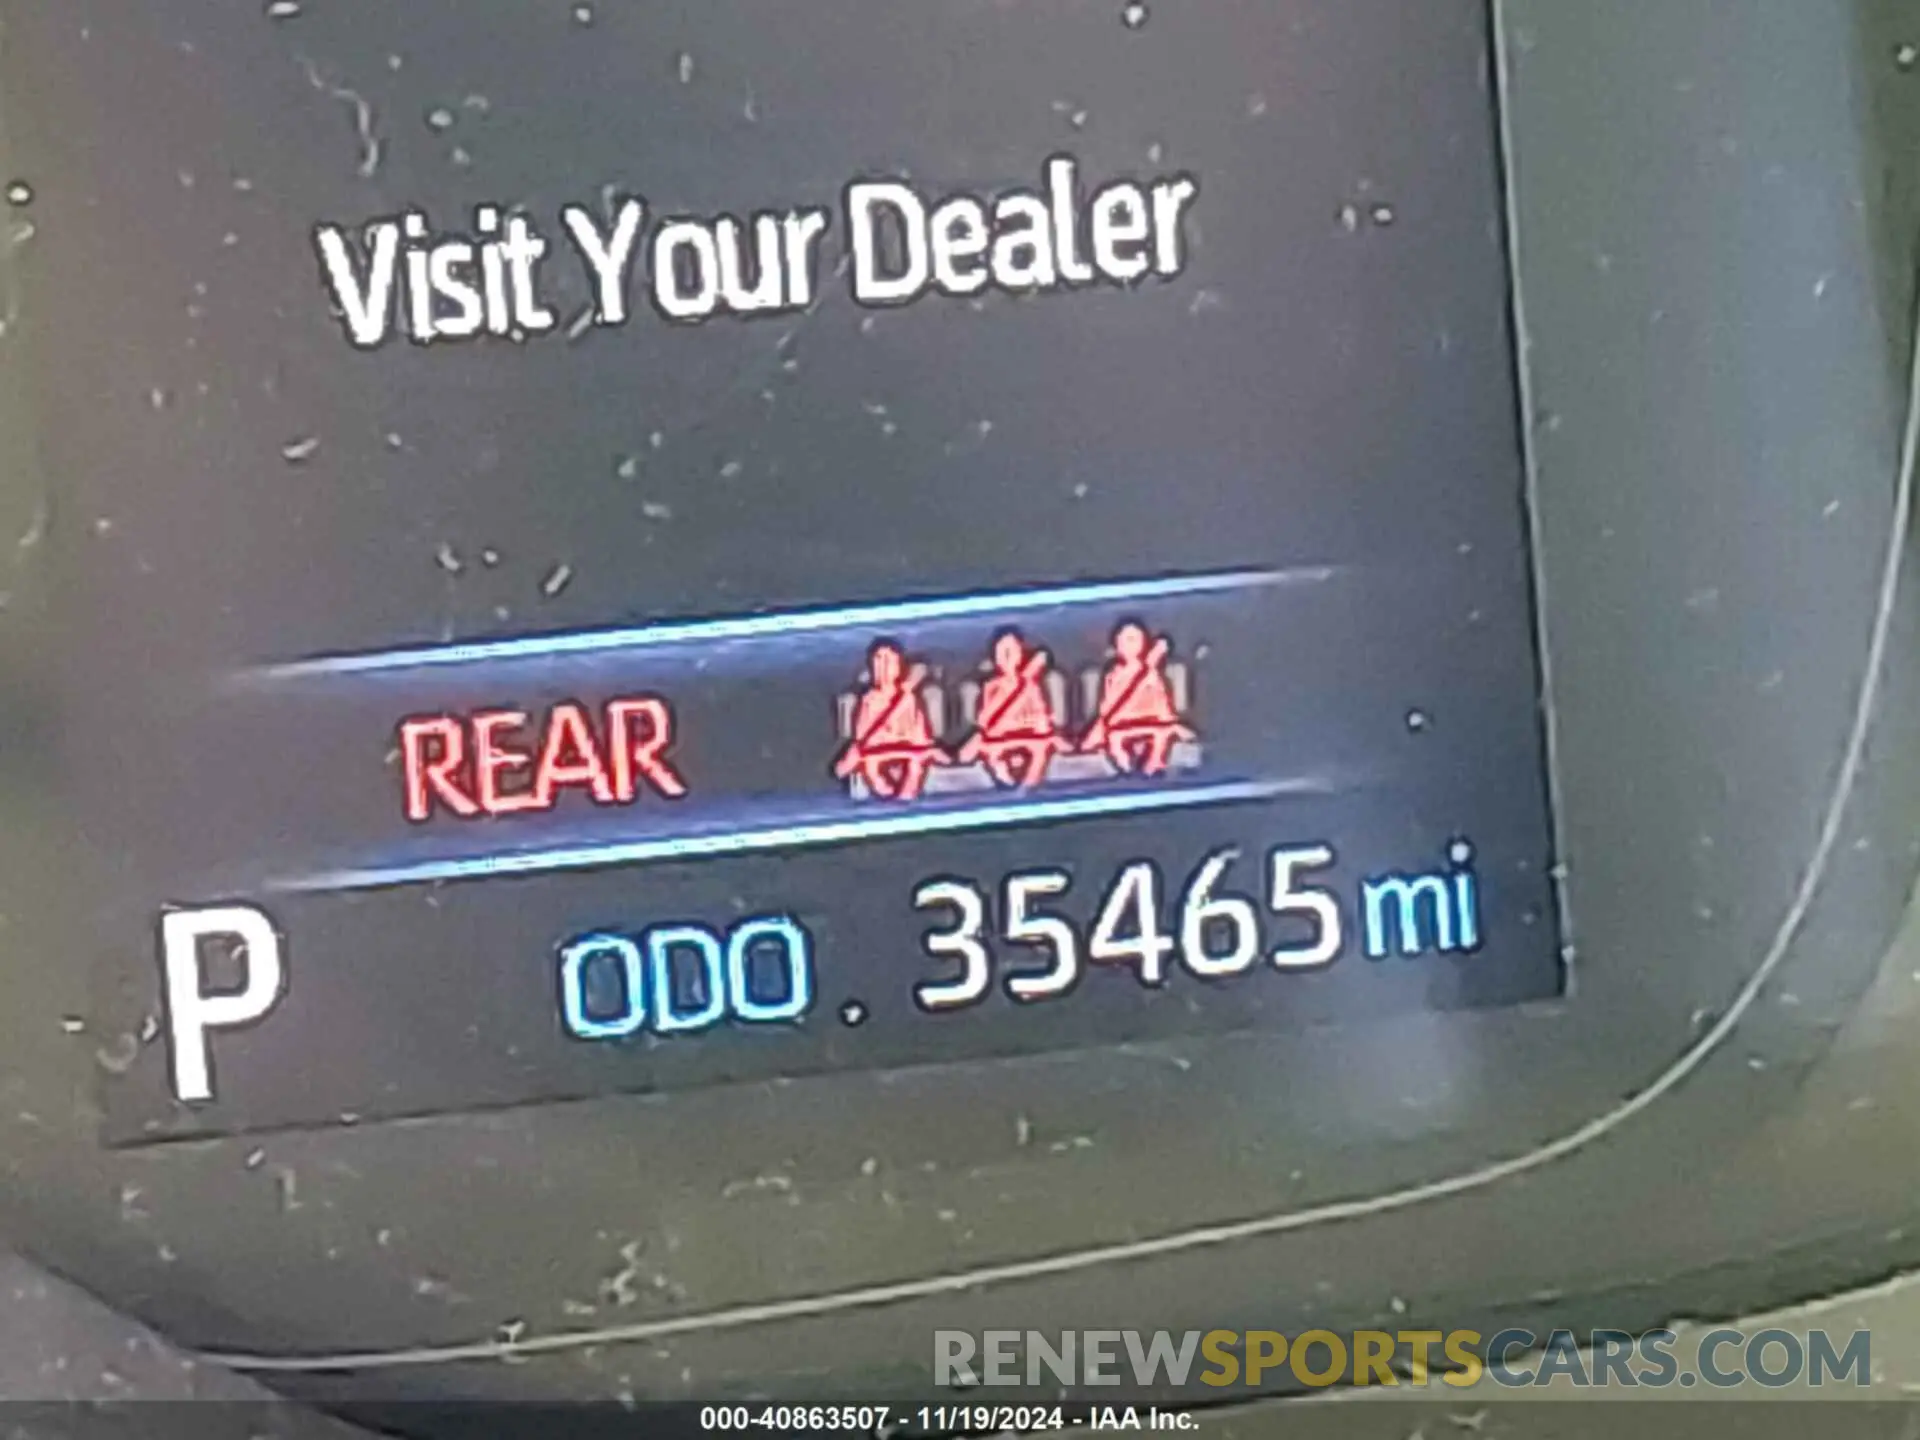 Visit Your Dealer
REAR
P ODO . 35465 mi
RENEWSPORTSCARS.COM
000-40863507 - 11/19/2024 - IAA Inc.